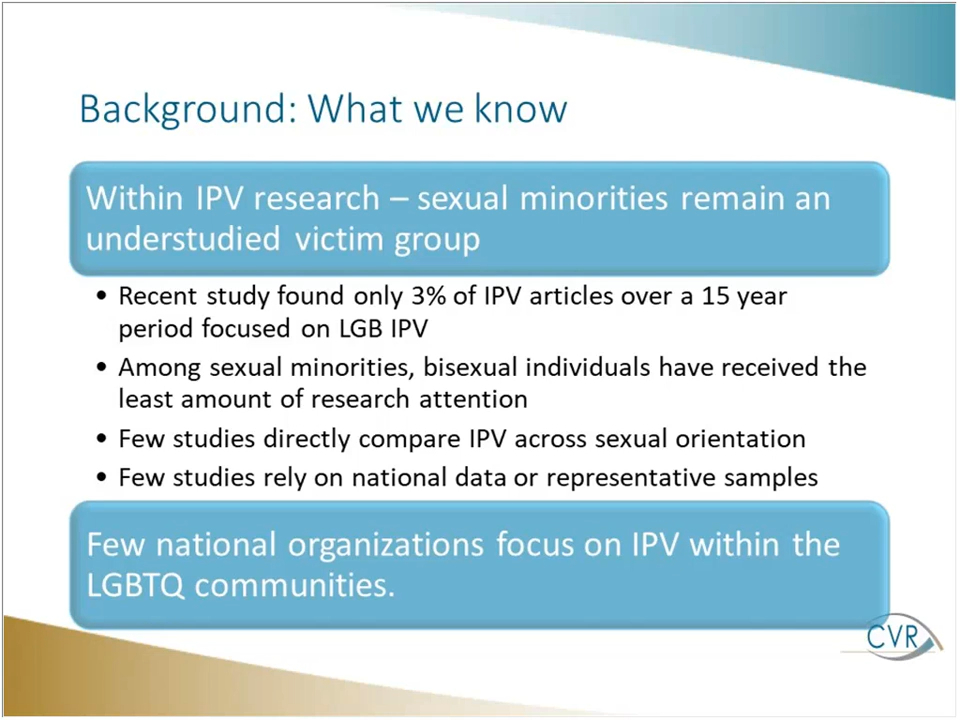 Background: What we know
Within IPV research – sexual minorities remain an
understudied victim group
• Recent study found only 3% of IPV articles over a 15 year
period focused on LGB IPV
• Among sexual minorities, bisexual individuals have received the
least amount of research attention
• Few studies directly compare IPV across sexual orientation
• Few studies rely on national data or representative samples
Few national organizations focus on IPV within the
LGBTQ communities.
CVR